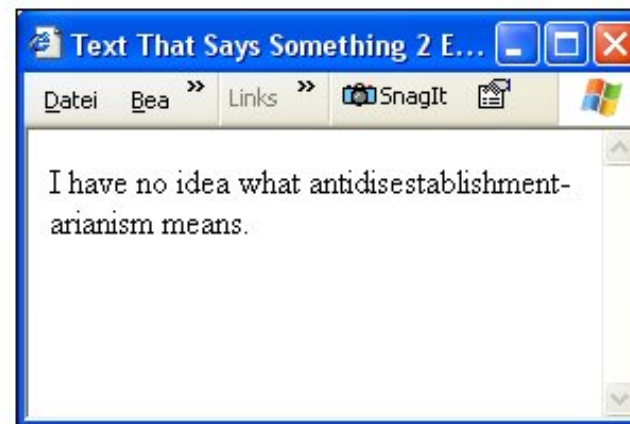 Text That Says Something 2 E...
Datei Bea » Links » SnagIt
I have no idea what antidisestablishment-
arianism means.